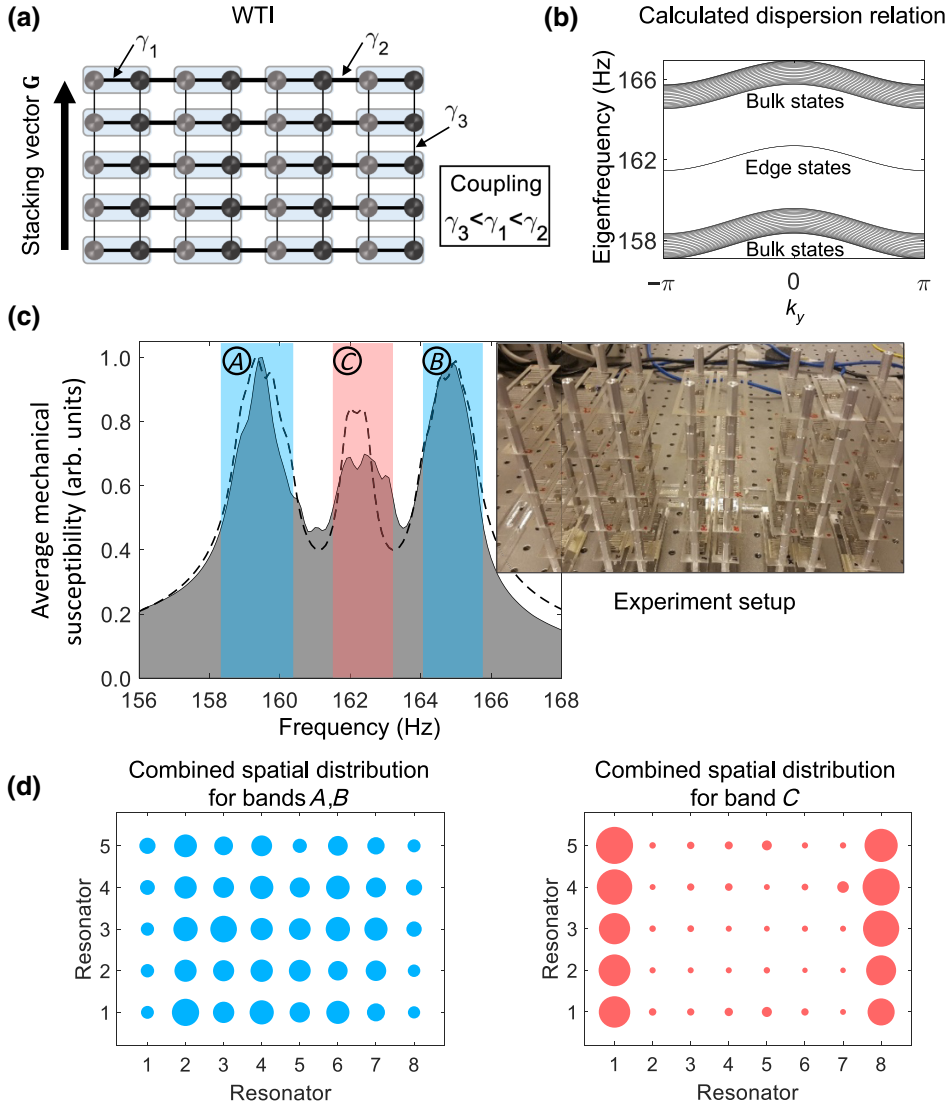 (a)
WTI
γ1
γ2
γ3
Stacking vector G
Coupling
γ3<γ1<γ2
(b)
Calculated dispersion relation
Eigenfrequency (Hz)
166
162
158
Bulk states
Edge states
Bulk states
−π
0
π
ky
(c)
Average mechanical
susceptibility (arb. units)
1.0
0.8
0.6
0.4
0.2
0.0
A
C
B
156
158
160
162
164
166
168
Frequency (Hz)
Experiment setup
(d)
Combined spatial distribution
for bands A,B
Resonator
5
4
3
2
1
1 2 3 4 5 6 7 8
Resonator
Combined spatial distribution
for band C
Resonator
5
4
3
2
1
1 2 3 4 5 6 7 8
Resonator